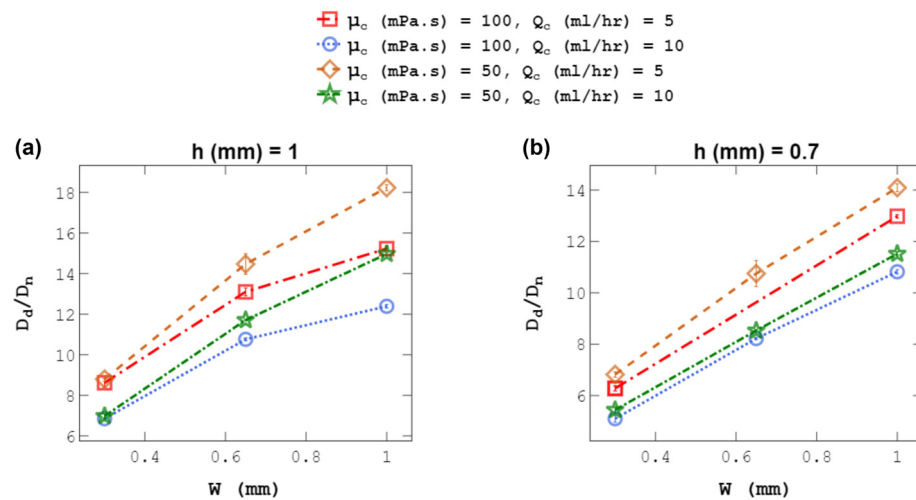 μc (mPa.s) = 100, Qc (ml/hr) = 5
μc (mPa.s) = 100, Qc (ml/hr) = 10
μc (mPa.s) = 50, Qc (ml/hr) = 5
μc (mPa.s) = 50, Qc (ml/hr) = 10
(a)
h (mm) = 1
18
16
14
12
10
8
6
Dd/Dn
0.4
0.6
0.8
1
W (mm)
(b)
h (mm) = 0.7
14
12
10
8
6
Dd/Dn
0.4
0.6
0.8
1
W (mm)